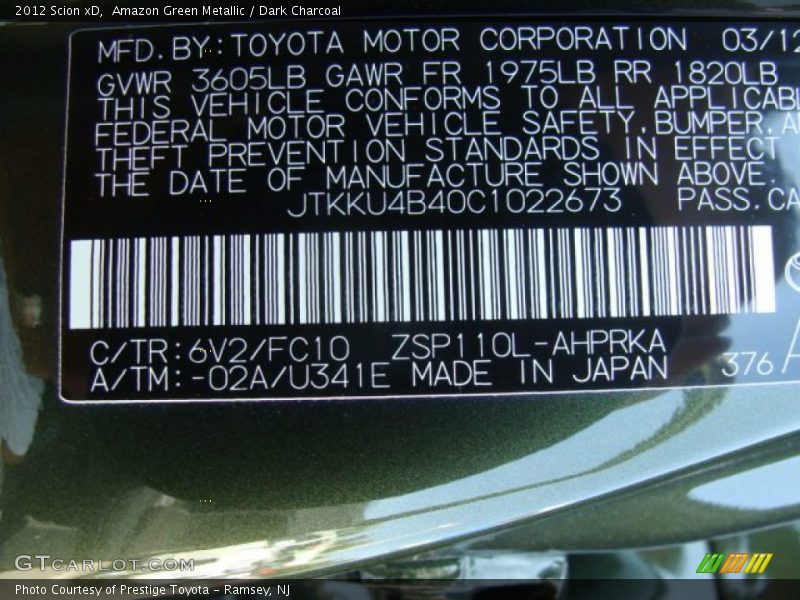 2012 Scion xD,  Amazon Green Metallic / Dark Charcoal
MFD. BY: TOYOTA MOTOR CORPORATION 03/12
GVWR 3605LB GAWR FR 1975LB RR 1820LB
THIS VEHICLE CONFORMS TO ALL APPLICABL
FEDERAL MOTOR VEHICLE SAFETY, BUMPER, A
THEFT PREVENTION STANDARDS IN EFFECT
THE DATE OF MANUFACTURE SHOWN ABOVE.
JTKKU4B40C1022673 PASS.CA
C/TR:6V2/FC10 ZSP110L-AHPRKA
A/TM:-02A/U341E MADE IN JAPAN 376
GTCARLOT.COM
Photo Courtesy of Prestige Toyota - Ramsey, NJ